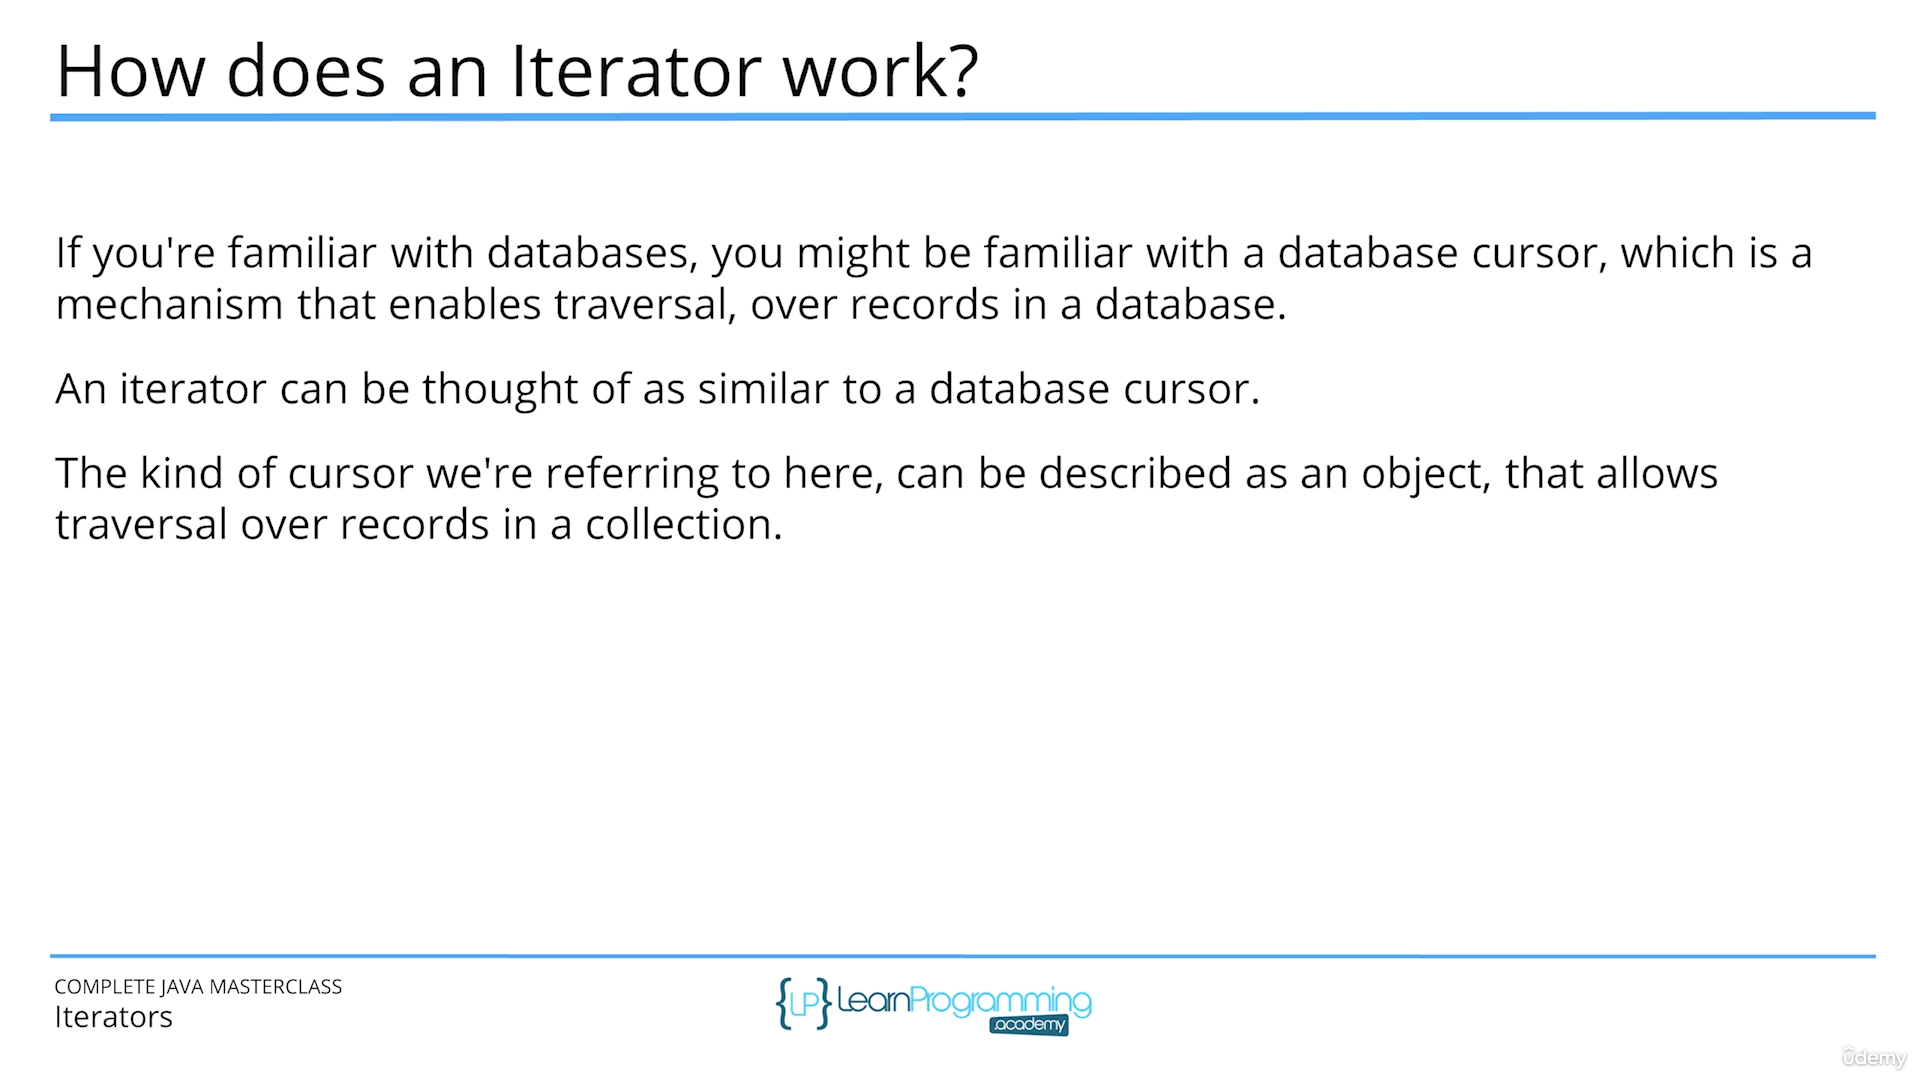 How does an Iterator work?
If you're familiar with databases, you might be familiar with a database cursor, which is a
mechanism that enables traversal, over records in a database.
An iterator can be thought of as similar to a database cursor.
The kind of cursor we're referring to here, can be described as an object, that allows
traversal over records in a collection.
COMPLETE JAVA MASTERCLASS
Iterators
{LP} LearnProgramming
.academy
ûdemy